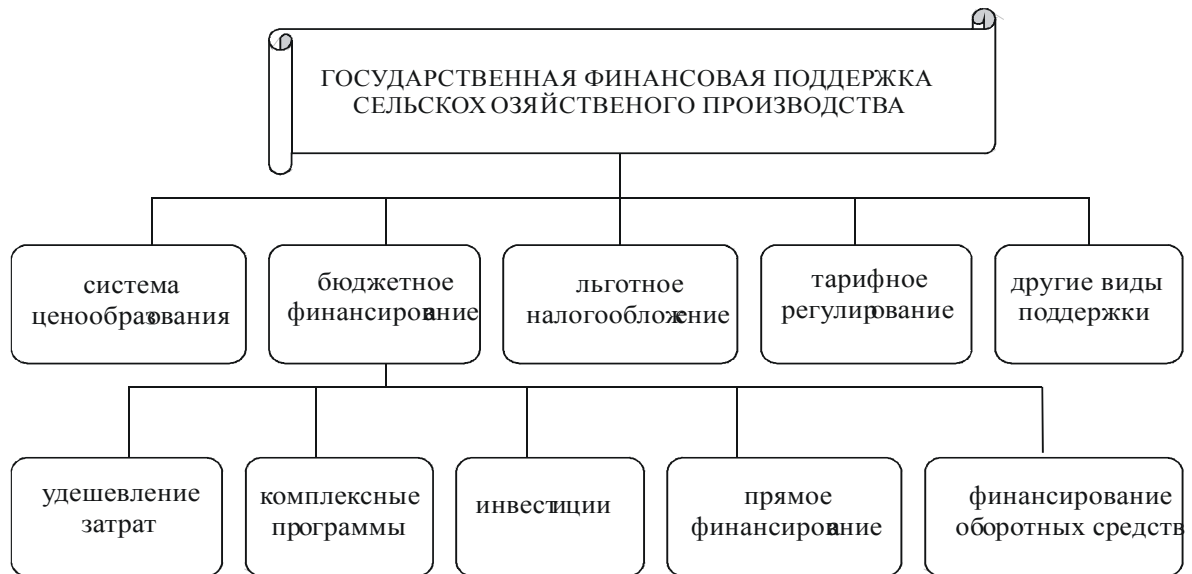 ГОСУДАРСТВЕННАЯ ФИНАНСОВАЯ ПОДДЕРЖКА
СЕЛЬСКОХОЗЯЙСТВЕНОГО ПРОИЗВОДСТВА
система
ценообразования
бюджетное
финансирование
льготное
налогообложение
тарифное
регулирование
другие виды
поддержки
удешевление
затрат
комплексные
программы
инвестиции
прямое
финансирование
финансирование
оборотных средств